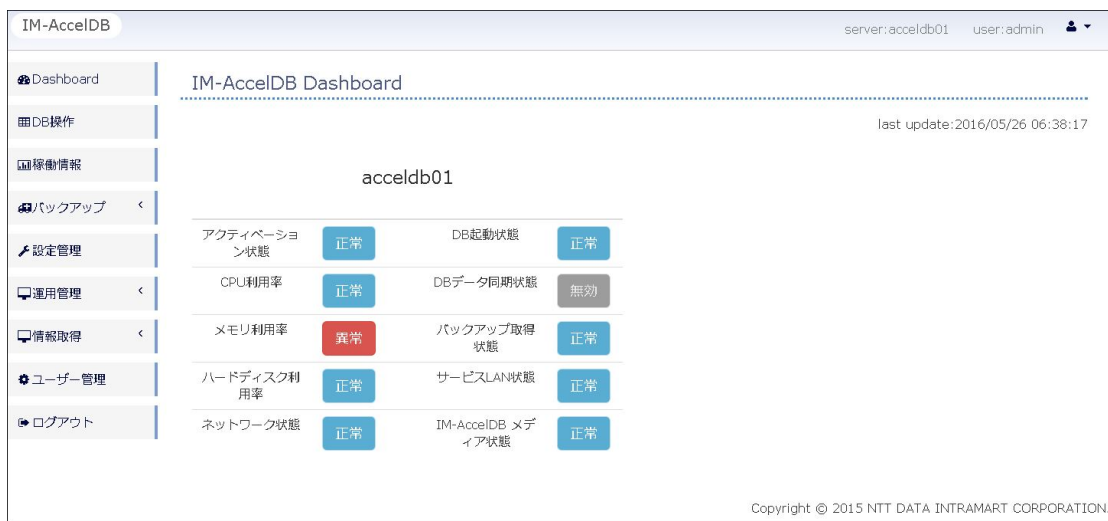 IM-AccelDB
server:acceldb01 user:admin
Dashboard
DB操作
稼働情報
バックアップ
設定管理
運用管理
情報取得
ユーザー管理
ログアウト
IM-AccelDB Dashboard
last update:2016/05/26 06:38:17
acceldb01
アクティベーショ
ン状態
正常
DB起動状態
正常
CPU利用率
正常
DBデータ同期状態
無効
メモリ利用率
異常
バックアップ取得
状態
正常
ハードディスク利
用率
正常
サービスLAN状態
正常
ネットワーク状態
正常
IM-AccelDB メデ
ィア状態
正常
Copyright © 2015 NTT DATA INTRAMART CORPORATION.